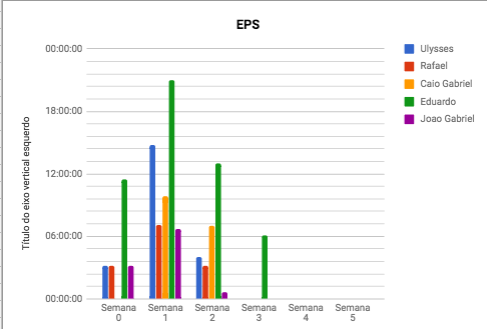 EPS
Título do eixo vertical esquerdo
00:00:00
18:00:00
12:00:00
06:00:00
00:00:00
Semana
0
Semana
1
Semana
2
Semana
3
Semana
4
Semana
5
Ulysses
Rafael
Caio Gabriel
Eduardo
Joao Gabriel